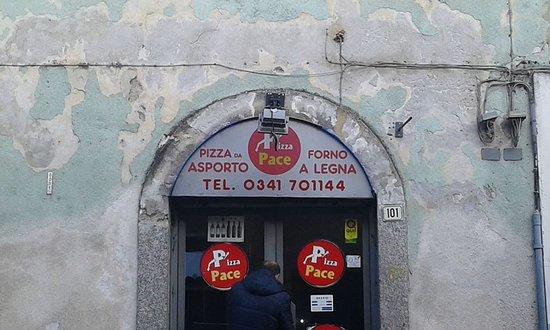 PIZZA DA ASPORTO
Pizza Pace
FORNO A LEGNA
TEL. 0341 701144
101
Pizza Pace
Pizza Pace